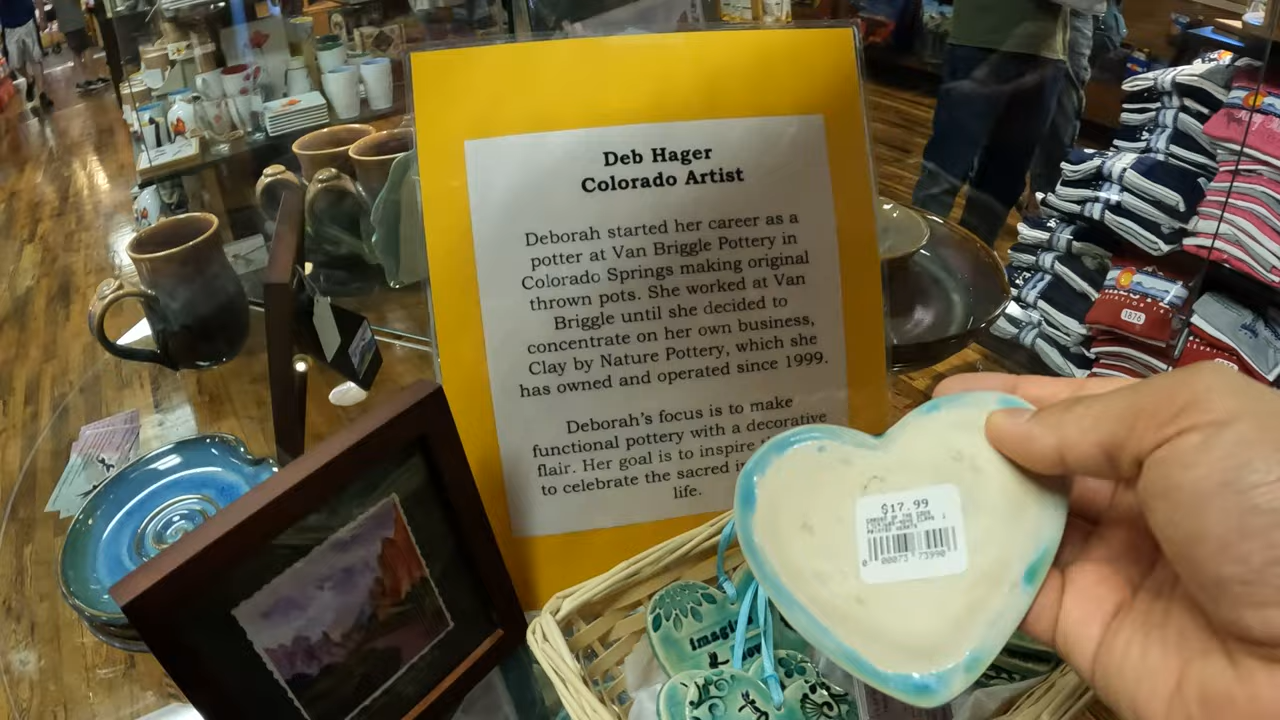 Deb Hager
Colorado Artist
Deborah started her career as a
potter at Van Briggle Pottery in
Colorado Springs making original
thrown pots. She worked at Van
Briggle until she decided to
concentrate on her own business,
Clay by Nature Pottery, which she
has owned and operated since 1999.
Deborah's focus is to make
functional pottery with a decorative
flair. Her goal is to inspire
to celebrate the sacred
life.
$17.99
0 00073 73990
1876